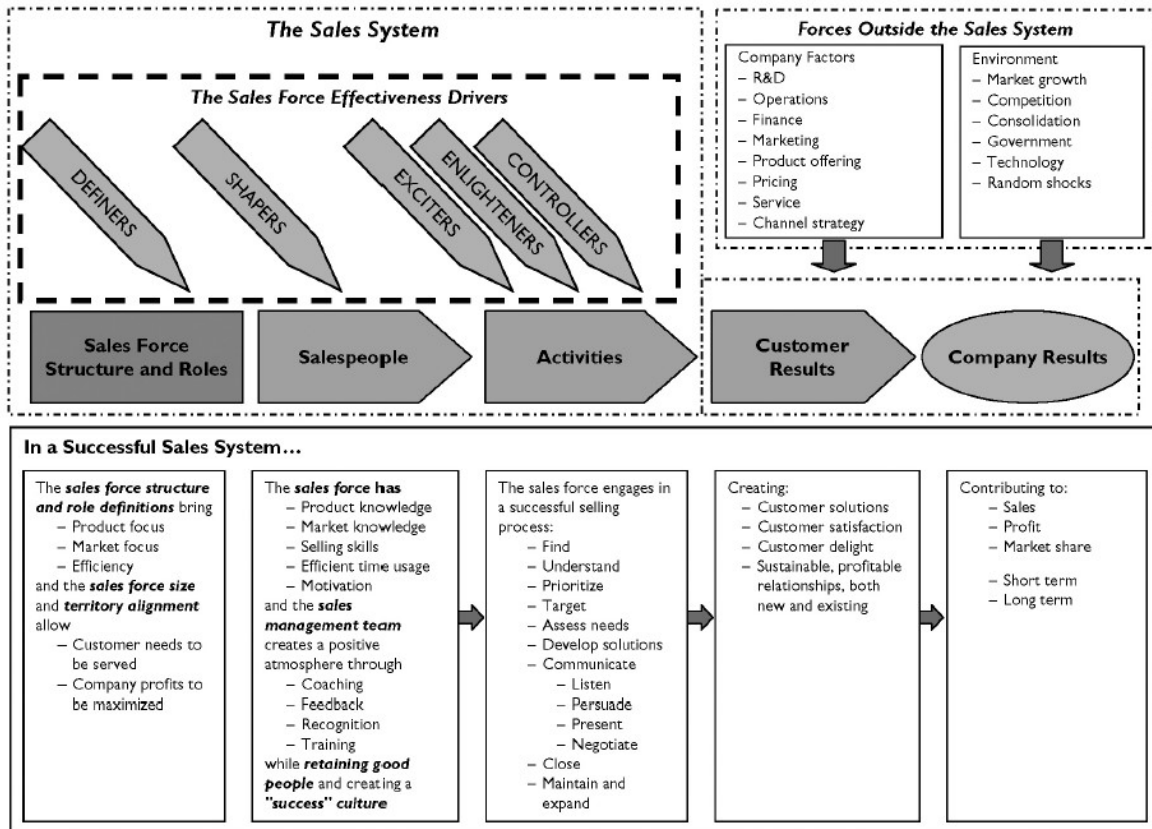 The Sales System
The Sales Force Effectiveness Drivers
DEFINERS
SHAPERS
EXCITERS
ENLIGHTENERS
CONTROLLERS
Forces Outside the Sales System
Company Factors
– R&D
– Operations
– Finance
– Marketing
– Product offering
– Pricing
– Service
– Channel strategy
Environment
– Market growth
– Competition
– Consolidation
– Government
– Technology
– Random shocks
Sales Force
Structure and Roles
Salespeople
Activities
Customer
Results
Company Results
In a Successful Sales System...
The sales force structure
and role definitions bring
– Product focus
– Market focus
– Efficiency
and the sales force size
and territory alignment
allow
– Customer needs to
be served
– Company profits to
be maximized
The sales force has
– Product knowledge
– Market knowledge
– Selling skills
– Efficient time usage
– Motivation
and the sales
management team
creates a positive
atmosphere through
– Coaching
– Feedback
– Recognition
– Training
while retaining good
people and creating a
"success" culture
The sales force engages in
a successful selling
process:
– Find
– Understand
– Prioritize
– Target
– Assess needs
– Develop solutions
– Communicate
– Listen
– Persuade
– Present
– Negotiate
– Close
– Maintain and
expand
Creating:
– Customer solutions
– Customer satisfaction
– Customer delight
– Sustainable, profitable
relationships, both
new and existing
Contributing to:
– Sales
– Profit
– Market share
– Short term
– Long term